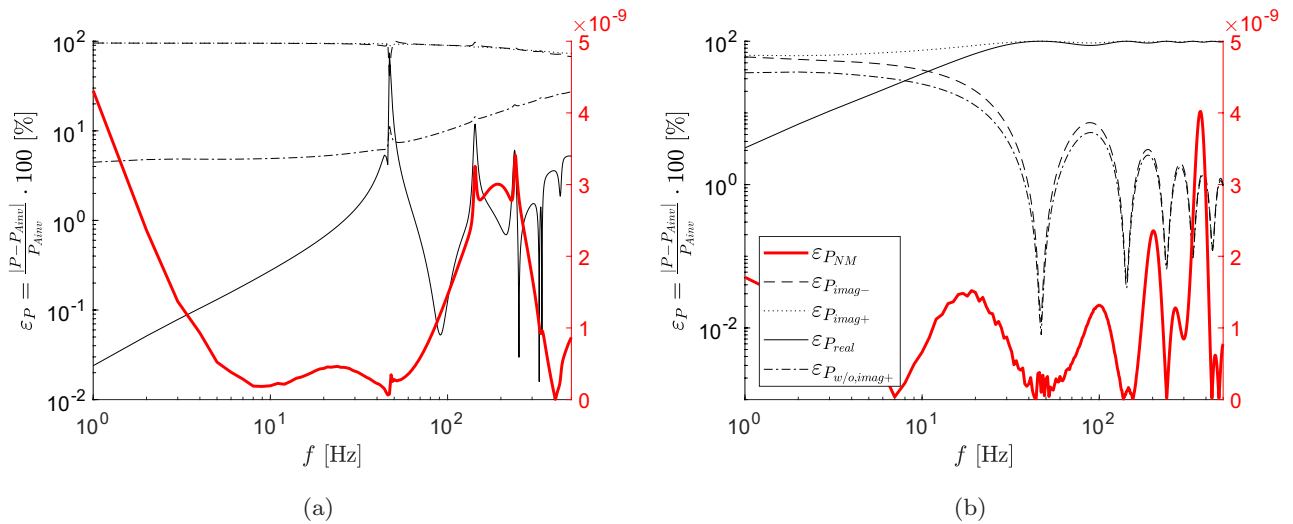 ×10⁻⁹
×10⁻⁹
10² 5 10² 5
10¹ 4 4
10⁰ 3 10⁰ 3
10⁻¹ 2 2
10⁻² 1 10⁻² 1
0 0
ε_P = |P−P_Ainv| / P_Ainv · 100 [%]
ε_P = |P−P_Ainv| / P_Ainv · 100 [%]
ε_P_NM
ε_P_imag−
ε_P_imag+
ε_P_real
ε_P_w/o,imag+
10⁰ 10¹ 10² 10⁰ 10¹ 10²
f [Hz] f [Hz]
(a) (b)